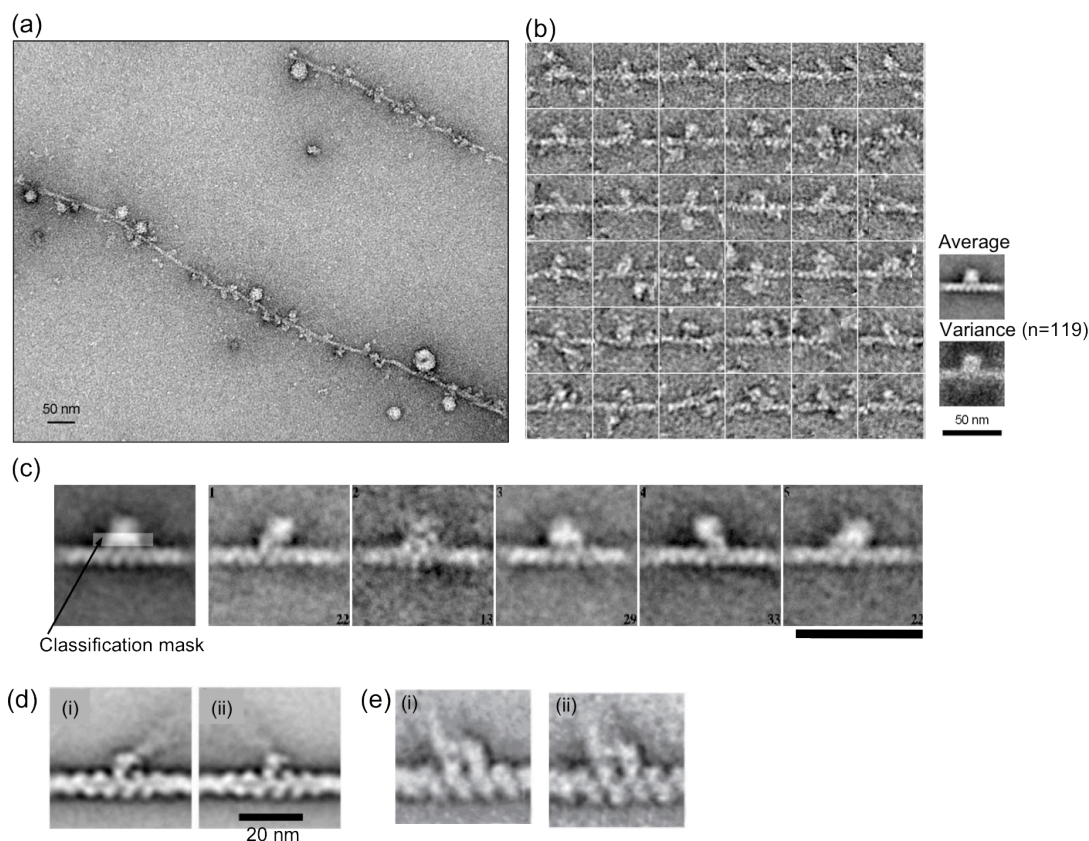 (a)
50 nm
(b)
Average
Variance (n=119)
50 nm
(c)
1
22
2
13
3
29
4
33
5
22
Classification mask
(d)
(i)
(ii)
20 nm
(e)
(i)
(ii)